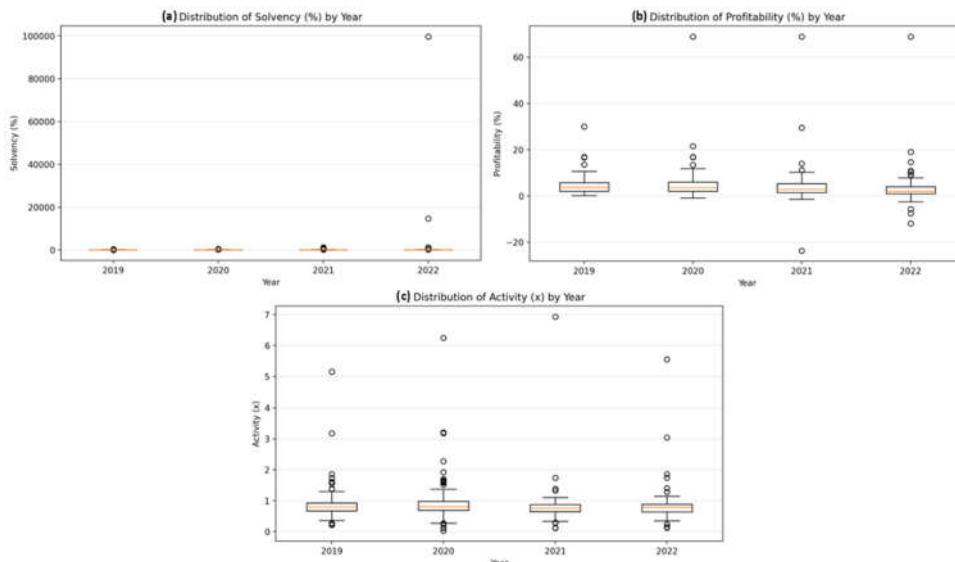 (a) Distribution of Solvency (%) by Year
100000
80000
60000
40000
20000
0
Solvency (%)
2019 2020 2021 2022
Year
(b) Distribution of Profitability (%) by Year
60
40
20
0
−20
Profitability (%)
2019 2020 2021 2022
Year
(c) Distribution of Activity (x) by Year
7
6
5
4
3
2
1
0
Activity (x)
2019 2020 2021 2022
Year